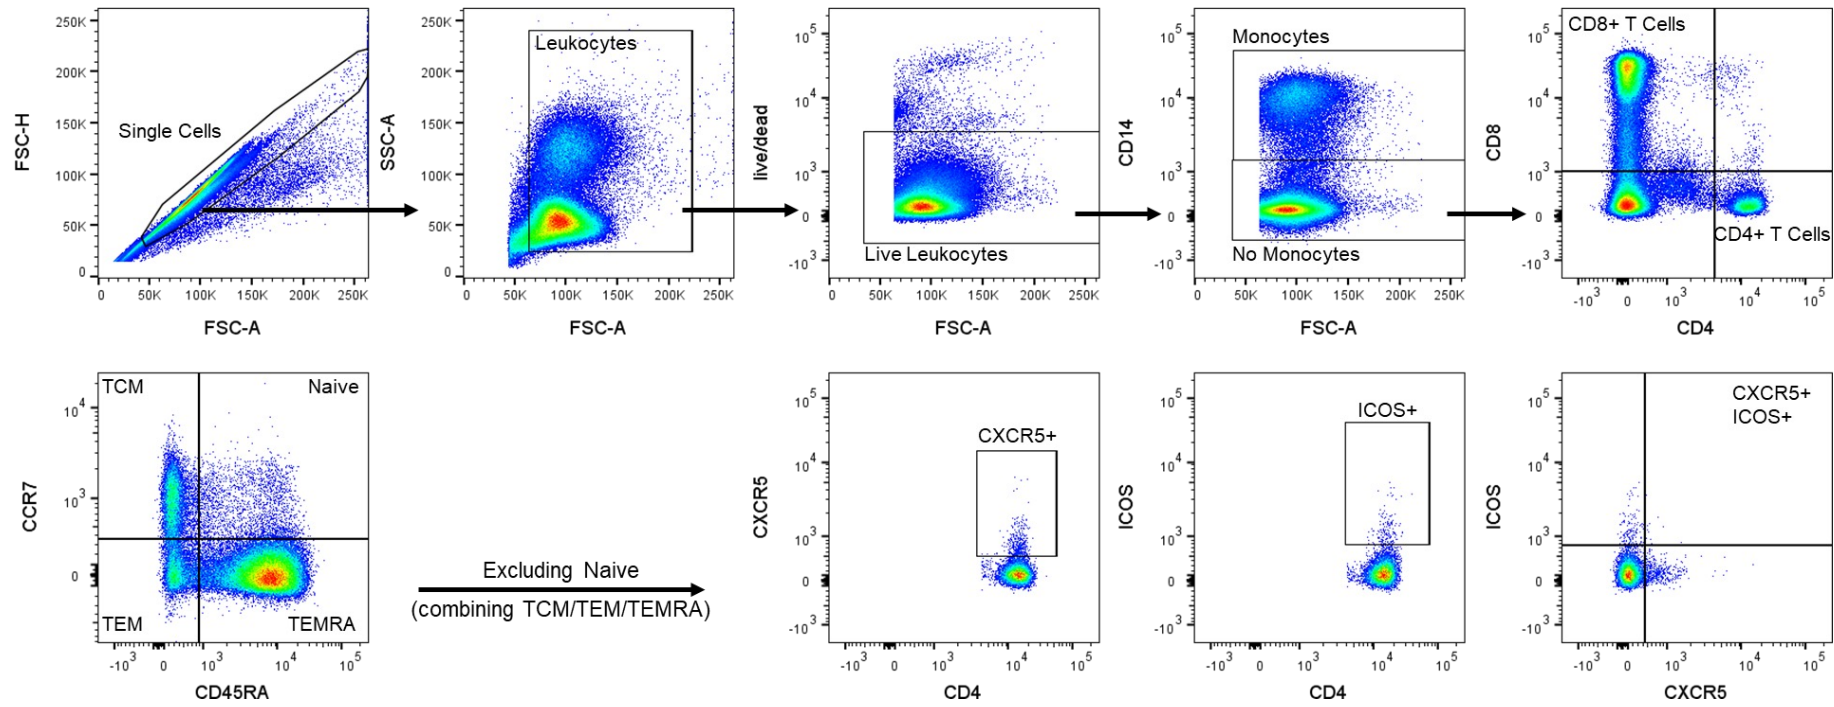 250K
200K
150K
100K
50K
0
FSC-H
Single Cells
0 50K 100K 150K 200K 250K
FSC-A
250K
200K
150K
100K
50K
0
SSC-A
Leukocytes
0 50K 100K 150K 200K 250K
FSC-A
10^5
10^4
10^3
0
-10^3
live/dead
Live Leukocytes
0 50K 100K 150K 200K 250K
FSC-A
10^5
10^4
10^3
0
-10^3
CD14
Monocytes
No Monocytes
0 50K 100K 150K 200K 250K
FSC-A
10^5
10^4
10^3
0
-10^3
CD8
CD8+ T Cells
CD4+ T Cells
-10^3 0 10^3 10^4 10^5
CD4
10^4
10^3
0
CCR7
TCM Naive
TEM TEMRA
-10^3 0 10^3 10^4 10^5
CD45RA
Excluding Naive
(combining TCM/TEM/TEMRA)
10^5
10^4
10^3
0
-10^3
CXCR5
CXCR5+
-10^3 0 10^3 10^4 10^5
CD4
10^5
10^4
10^3
0
-10^3
ICOS
ICOS+
-10^3 0 10^3 10^4 10^5
CD4
10^5
10^4
10^3
0
-10^3
ICOS
CXCR5+
ICOS+
-10^3 0 10^3 10^4 10^5
CXCR5